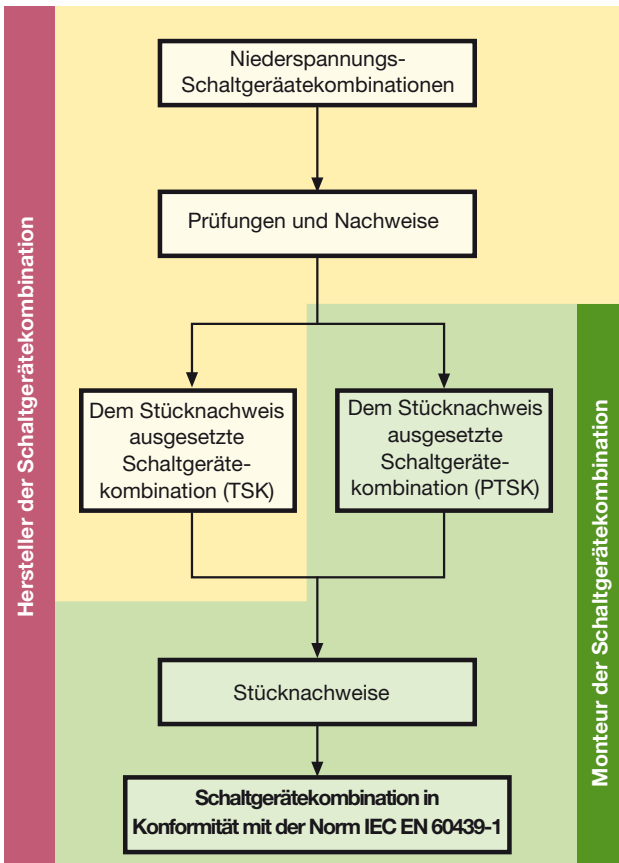 Niederspannungs-
Schaltgeräatekombinationen
Prüfungen und Nachweise
Hersteller der Schaltgerätekombination
Dem Stücknachweis
ausgesetzte
Schaltgeräte-
kombination (TSK)
Dem Stücknachweis
ausgesetzte
Schaltgeräte-
kombination (PTSK)
Monteur der Schaltgerätekombination
Stücknachweise
Schaltgerätekombination in
Konformität mit der Norm IEC EN 60439-1